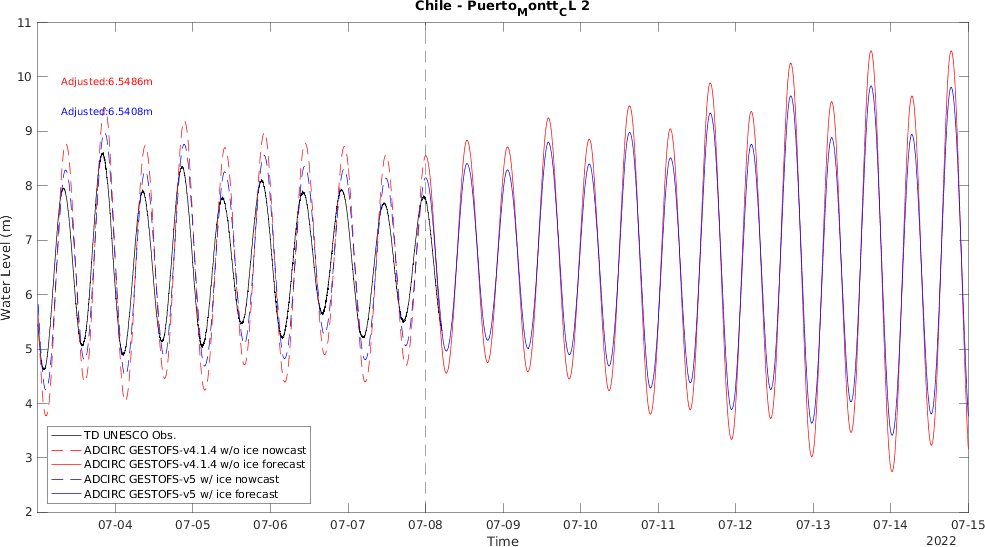 Chile - Puerto_Montt_CL 2
11
10
9
8
7
6
5
4
3
2
Water Level (m)
Adjusted:6.5486m
Adjusted:6.5408m
TD UNESCO Obs.
ADCIRC GESTOFS-v4.1.4 w/o ice nowcast
ADCIRC GESTOFS-v4.1.4 w/o ice forecast
ADCIRC GESTOFS-v5 w/ ice nowcast
ADCIRC GESTOFS-v5 w/ ice forecast
07-04 07-05 07-06 07-07 07-08 07-09 07-10 07-11 07-12 07-13 07-14 07-15
Time
2022